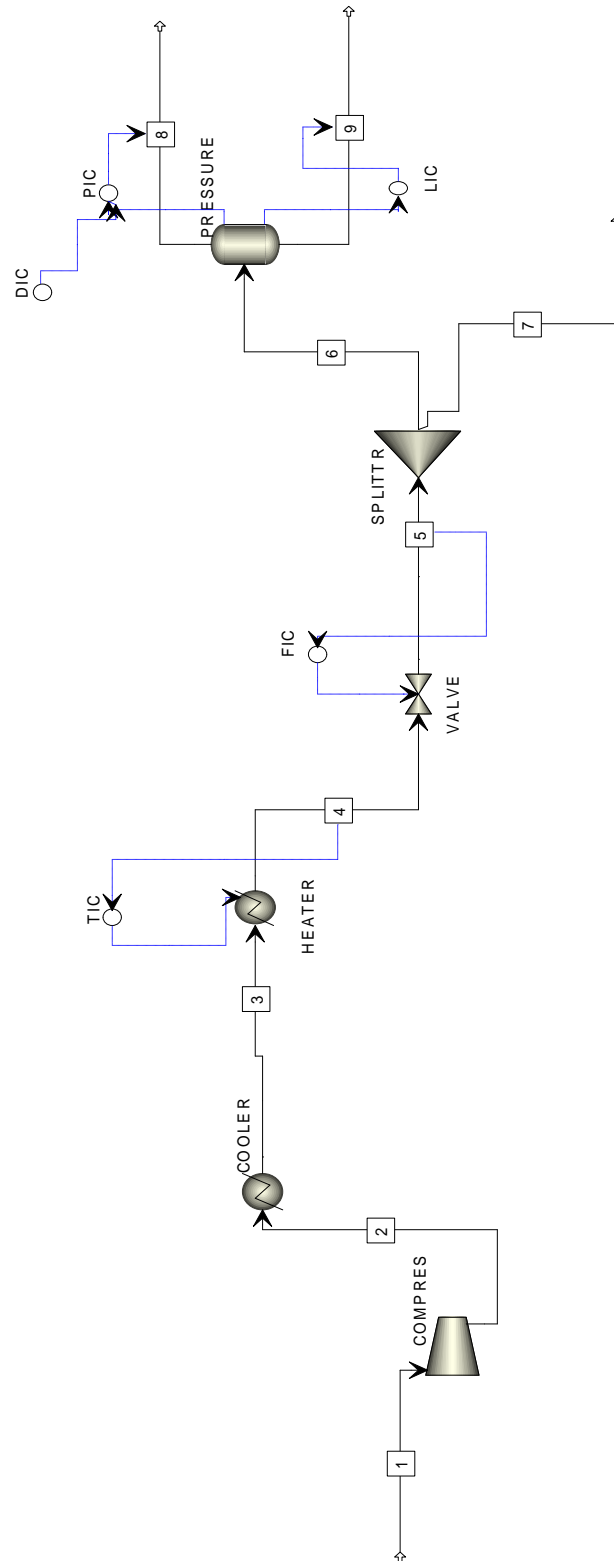 1
COMPRES
2
COOLER
3
HEATER
TIC
4
VALVE
FIC
5
SPLITTR
6
7
PRESSURE
DIC
PIC
LIC
8
9